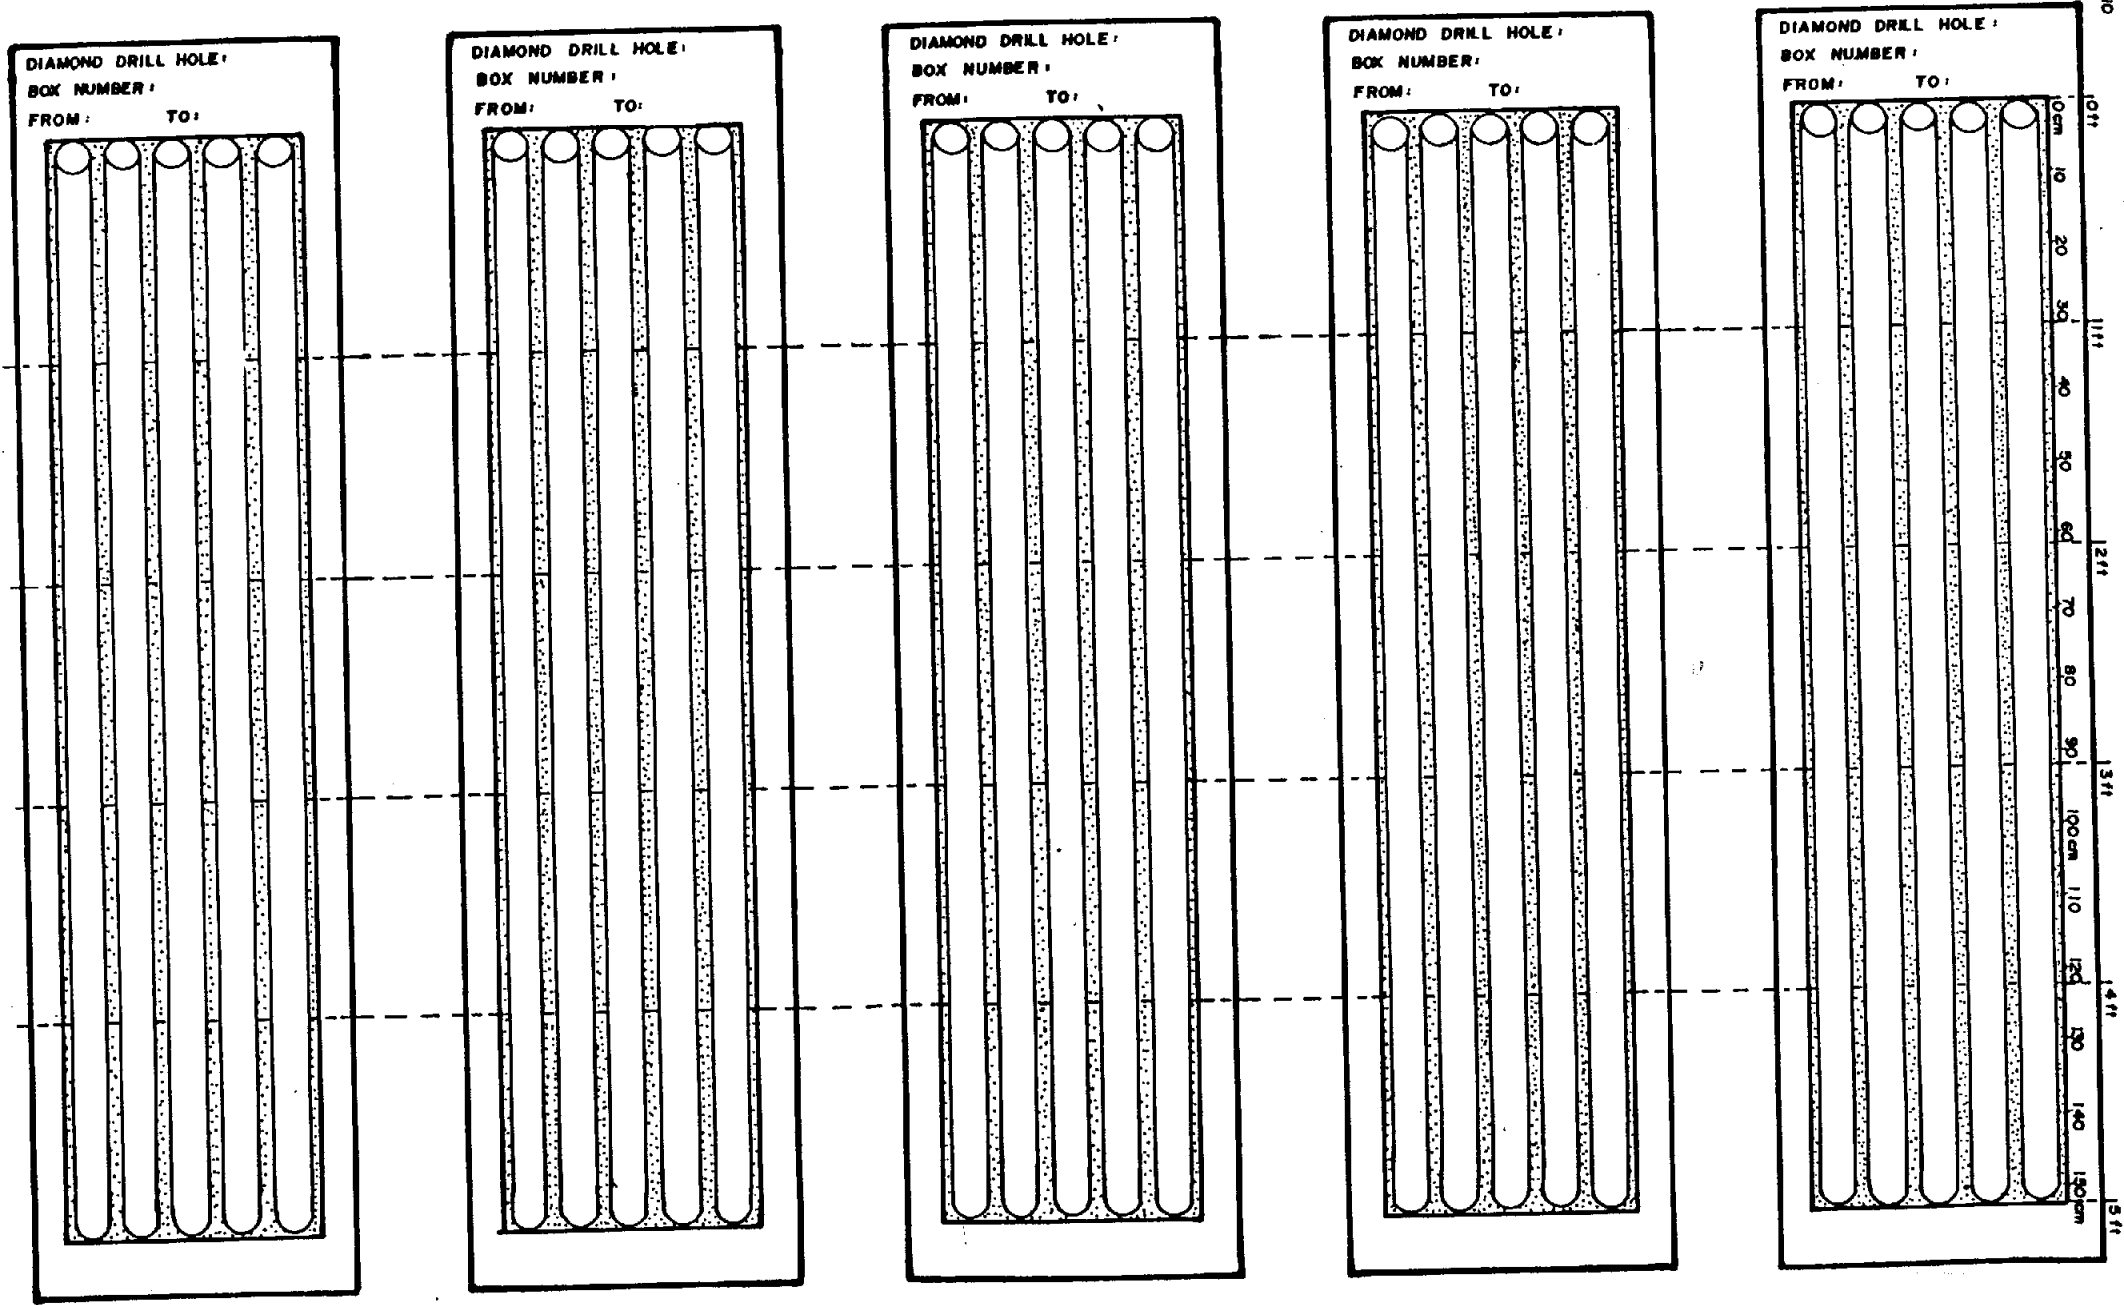 DIAMOND DRILL HOLE:
BOX NUMBER:
FROM: TO:
DIAMOND DRILL HOLE:
BOX NUMBER:
FROM: TO:
DIAMOND DRILL HOLE:
BOX NUMBER:
FROM: TO:
DIAMOND DRILL HOLE:
BOX NUMBER:
FROM: TO:
DIAMOND DRILL HOLE:
BOX NUMBER:
FROM: TO:
0cm
10
20
30
40
50
60
70
80
90
100cm
110
120
130
140
150cm
0ft
1ft
2ft
3ft
4ft
5ft